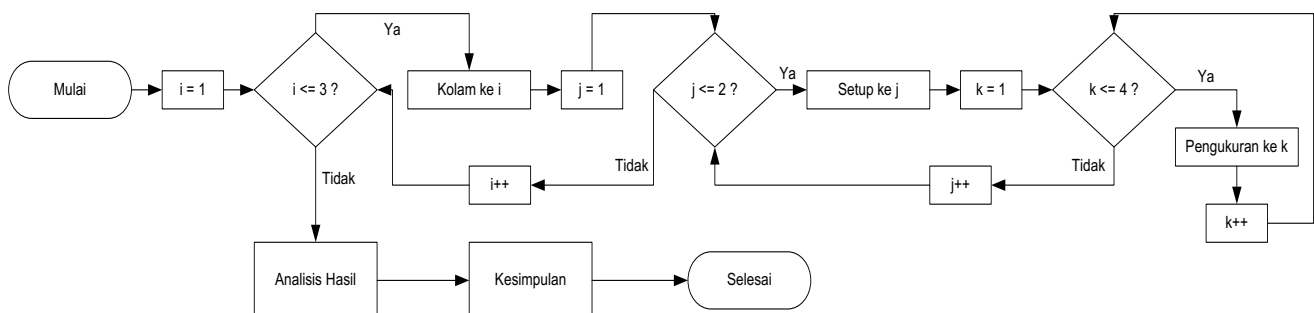 Mulai
i = 1
i <= 3 ?
Ya
Kolam ke i
j = 1
j <= 2 ?
Ya
Setup ke j
k = 1
k <= 4 ?
Ya
Pengukuran ke k
k++
Tidak
j++
Tidak
i++
Tidak
Analisis Hasil
Kesimpulan
Selesai